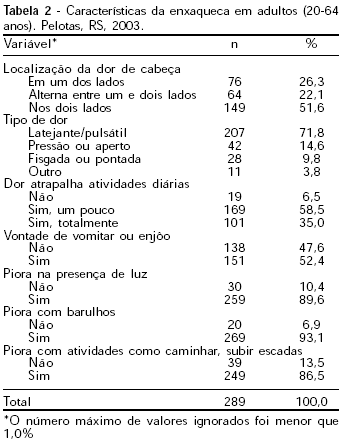 Tabela 2 - Características da enxaqueca em adultos (20-64
anos). Pelotas, RS, 2003.
Variável* n %
Localização da dor de cabeça
Em um dos lados 76 26,3
Alterna entre um e dois lados 64 22,1
Nos dois lados 149 51,6
Tipo de dor
Latejante/pulsátil 207 71,8
Pressão ou aperto 42 14,6
Fisgada ou pontada 28 9,8
Outro 11 3,8
Dor atrapalha atividades diárias
Não 19 6,5
Sim, um pouco 169 58,5
Sim, totalmente 101 35,0
Vontade de vomitar ou enjôo
Não 138 47,6
Sim 151 52,4
Piora na presença de luz
Não 30 10,4
Sim 259 89,6
Piora com barulhos
Não 20 6,9
Sim 269 93,1
Piora com atividades como caminhar, subir escadas
Não 39 13,5
Sim 249 86,5
Total 289 100,0
*O número máximo de valores ignorados foi menor que
1,0%